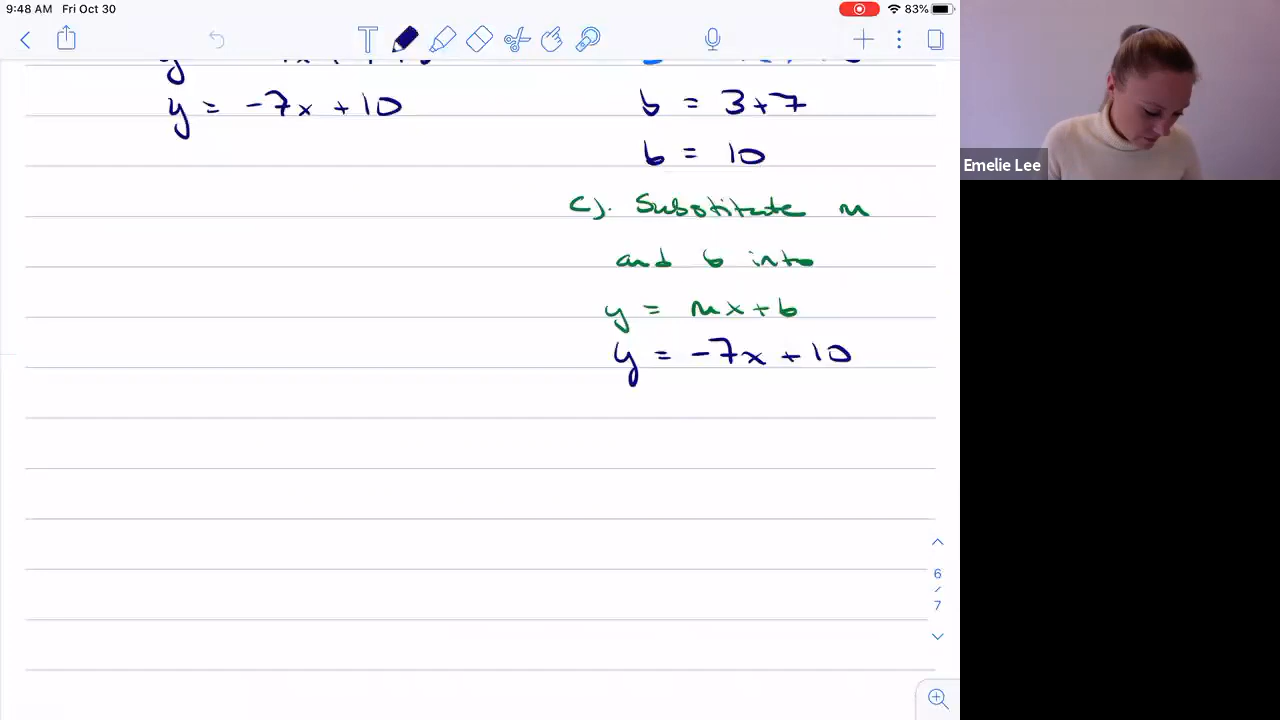 9:48 AM Fri Oct 30
83%
y = -7x + 10
b = 3+7
b = 10
Emelie Lee
c). Substitute m
and b into
y = mx + b
y = -7x + 10
6
/
7